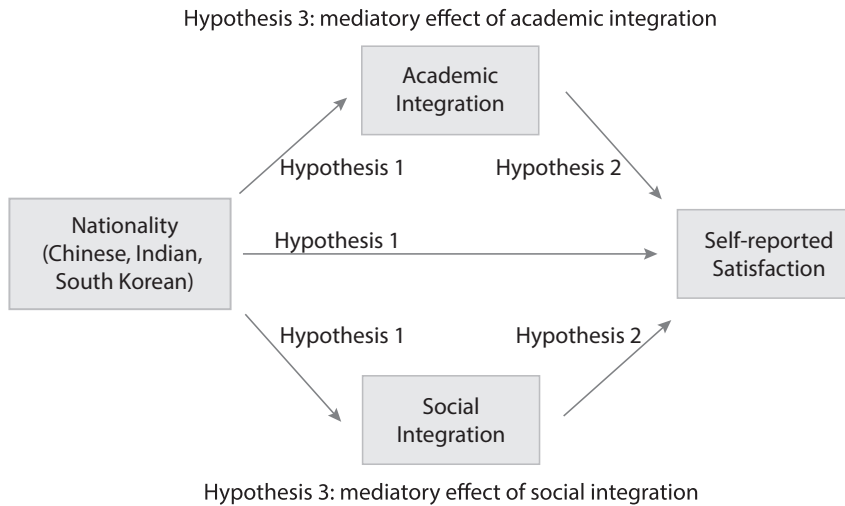 Hypothesis 3: mediatory effect of academic integration
Academic
Integration
Hypothesis 1
Hypothesis 2
Nationality
(Chinese, Indian,
South Korean)
Hypothesis 1
Self-reported
Satisfaction
Hypothesis 1
Hypothesis 2
Social
Integration
Hypothesis 3: mediatory effect of social integration